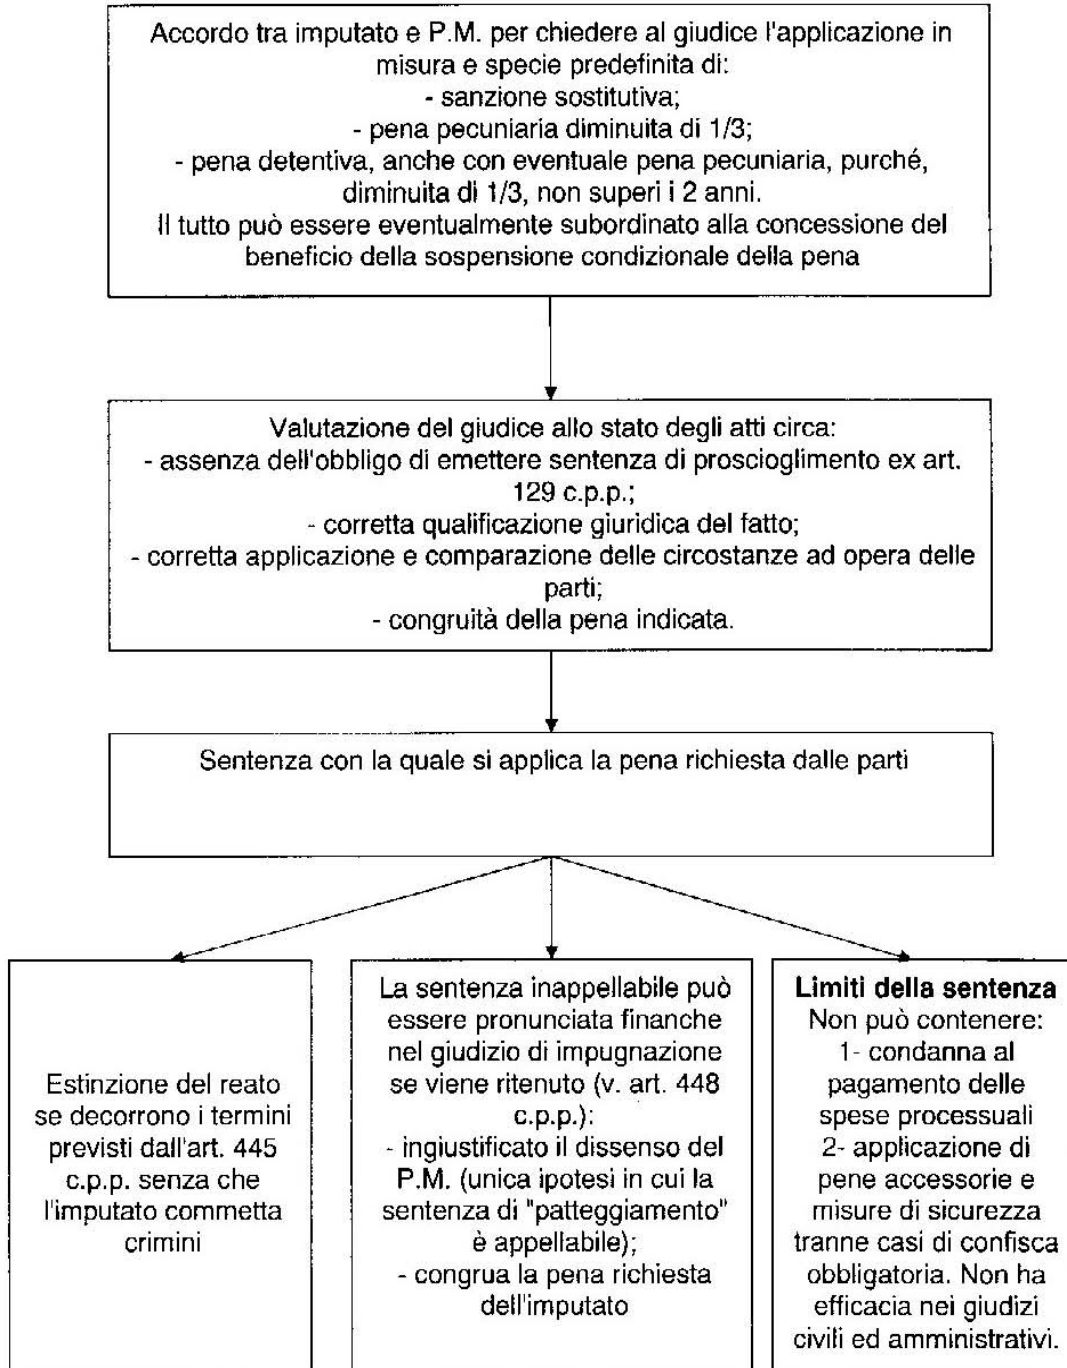 Accordo tra imputato e P.M. per chiedere al giudice l'applicazione in
misura e specie predefinita di:
- sanzione sostitutiva;
- pena pecuniaria diminuita di 1/3;
- pena detentiva, anche con eventuale pena pecuniaria, purché,
diminuita di 1/3, non superi i 2 anni.
Il tutto può essere eventualmente subordinato alla concessione del
beneficio della sospensione condizionale della pena
Valutazione del giudice allo stato degli atti circa:
- assenza dell'obbligo di emettere sentenza di proscioglimento ex art.
129 c.p.p.;
- corretta qualificazione giuridica del fatto;
- corretta applicazione e comparazione delle circostanze ad opera delle
parti;
- congruità della pena indicata.
Sentenza con la quale si applica la pena richiesta dalle parti
Estinzione del reato
se decorrono i termini
previsti dall'art. 445
c.p.p. senza che
l'imputato commetta
crimini
La sentenza inappellabile può
essere pronunciata finanche
nel giudizio di impugnazione
se viene ritenuto (v. art. 448
c.p.p.):
- ingiustificato il dissenso del
P.M. (unica ipotesi in cui la
sentenza di "patteggiamento"
è appellabile);
- congrua la pena richiesta
dell'imputato
Limiti della sentenza
Non può contenere:
1- condanna al
pagamento delle
spese processuali
2- applicazione di
pene accessorie e
misure di sicurezza
tranne casi di confisca
obbligatoria. Non ha
efficacia nei giudizi
civili ed amministrativi.